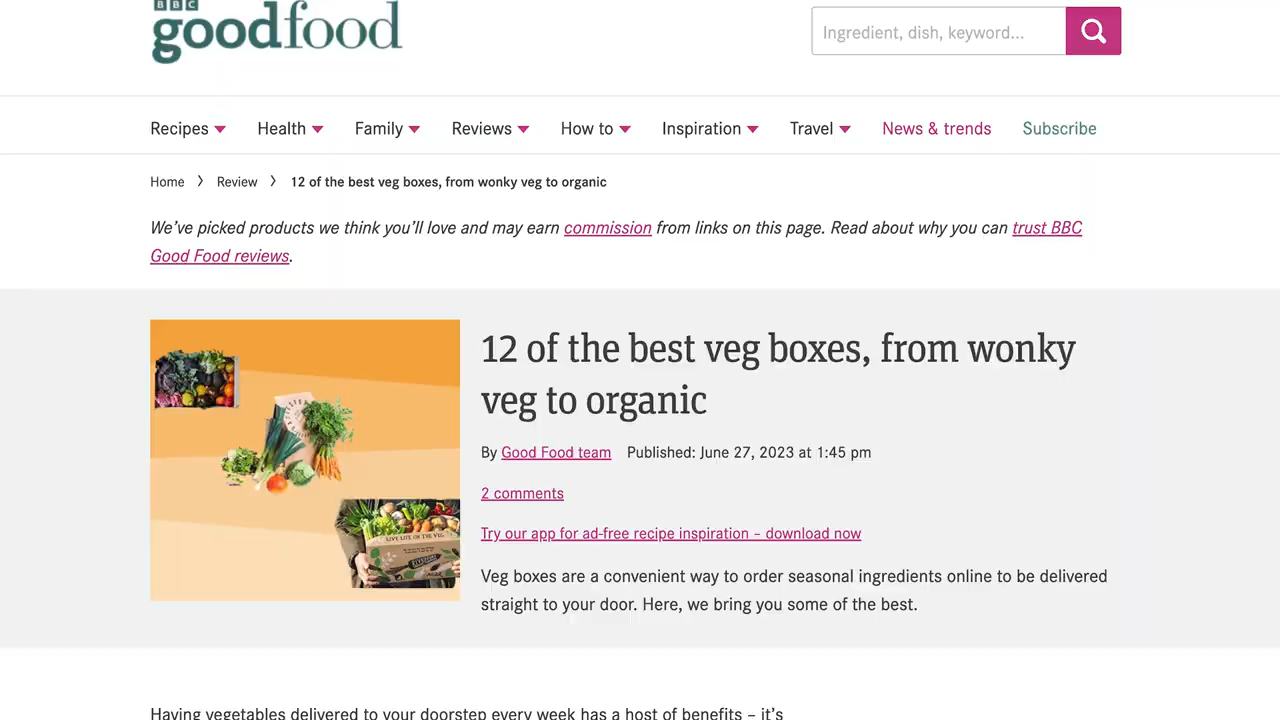 BBC
goodfood
Ingredient, dish, keyword...
Recipes Health Family Reviews How to Inspiration Travel News & trends Subscribe
Home > Review > 12 of the best veg boxes, from wonky veg to organic
We've picked products we think you'll love and may earn commission from links on this page. Read about why you can trust BBC
Good Food reviews.
12 of the best veg boxes, from wonky
veg to organic
By Good Food team Published: June 27, 2023 at 1:45 pm
2 comments
Try our app for ad-free recipe inspiration – download now
Veg boxes are a convenient way to order seasonal ingredients online to be delivered
straight to your door. Here, we bring you some of the best.
LIVE LIFE ON THE VEG
Having vegetables delivered to your doorstep every week has a host of benefits – it's